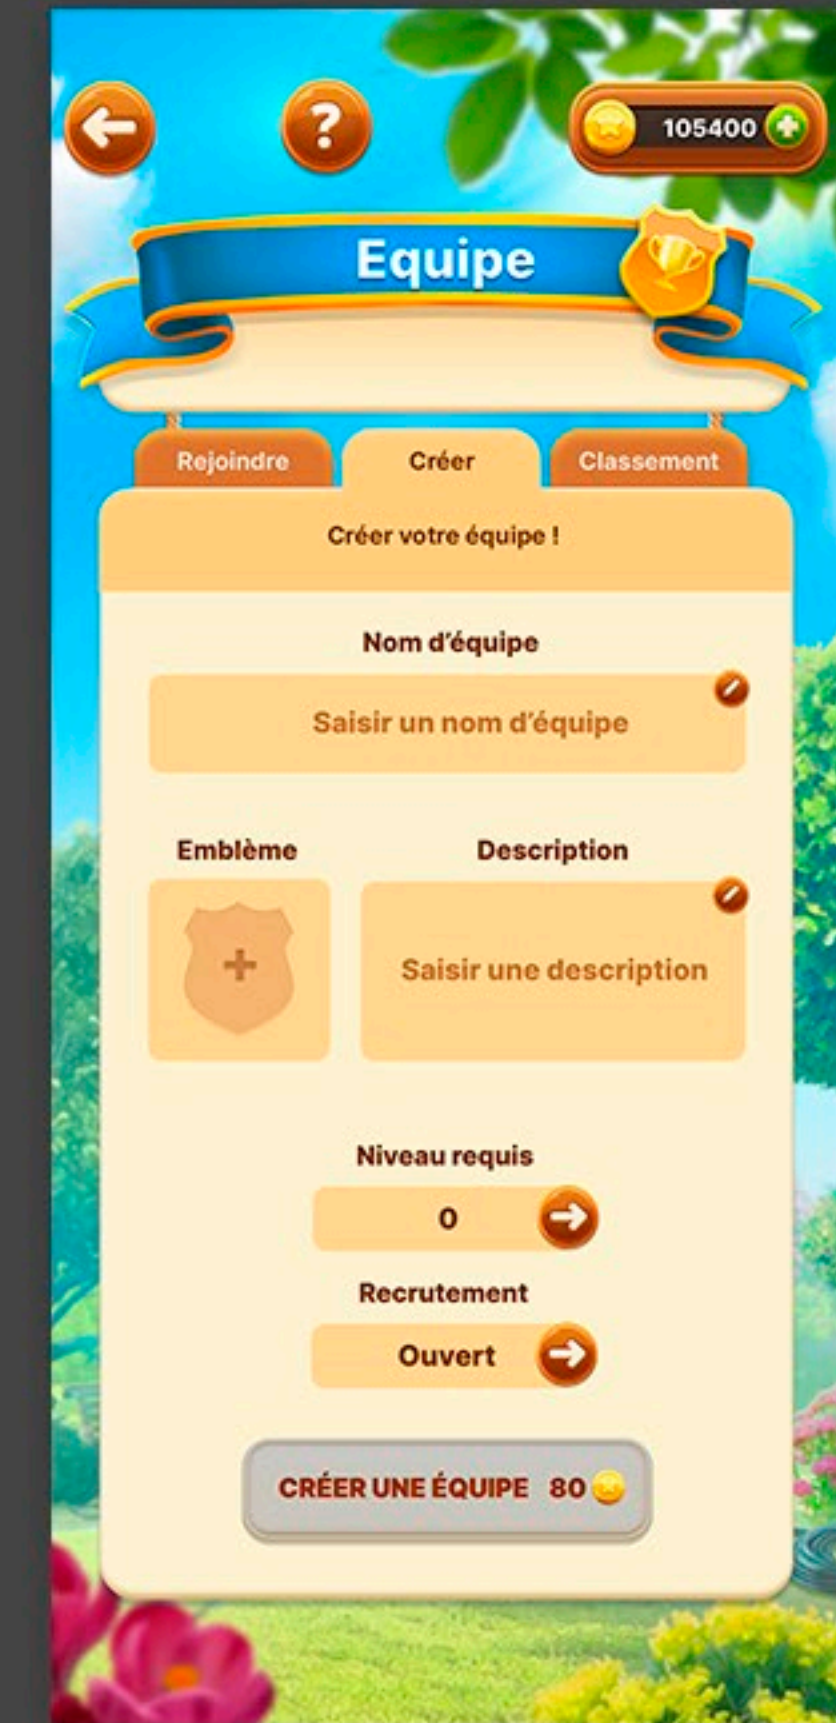 ?
105400
Equipe
Rejoindre
Créer
Classement
Créer votre équipe !
Nom d'équipe
Saisir un nom d'équipe
Emblème
Description
+
Saisir une description
Niveau requis
0
Recrutement
Ouvert
CRÉER UNE ÉQUIPE 80